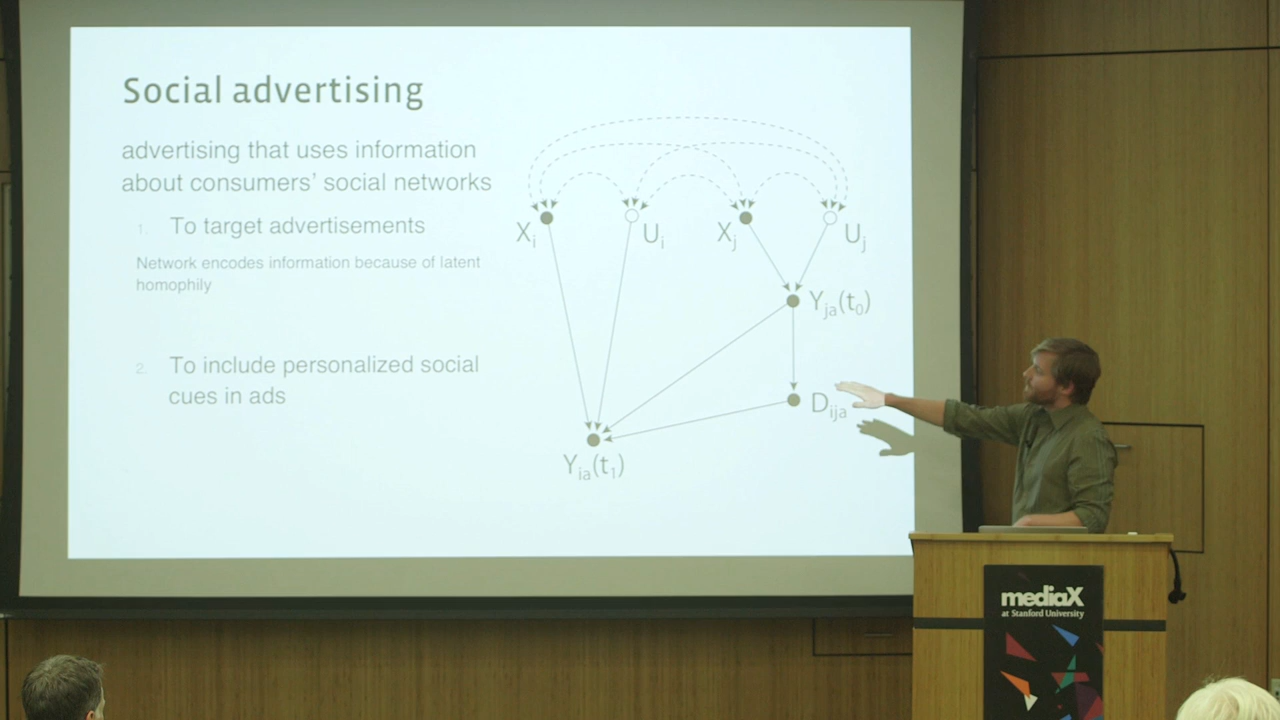 Social advertising
advertising that uses information
about consumers' social networks
1. To target advertisements
Network encodes information because of latent
homophily
2. To include personalized social
cues in ads
Xi Ui Xj Uj
Yja(t0)
Dija
Yia(t1)
mediaX
at Stanford University